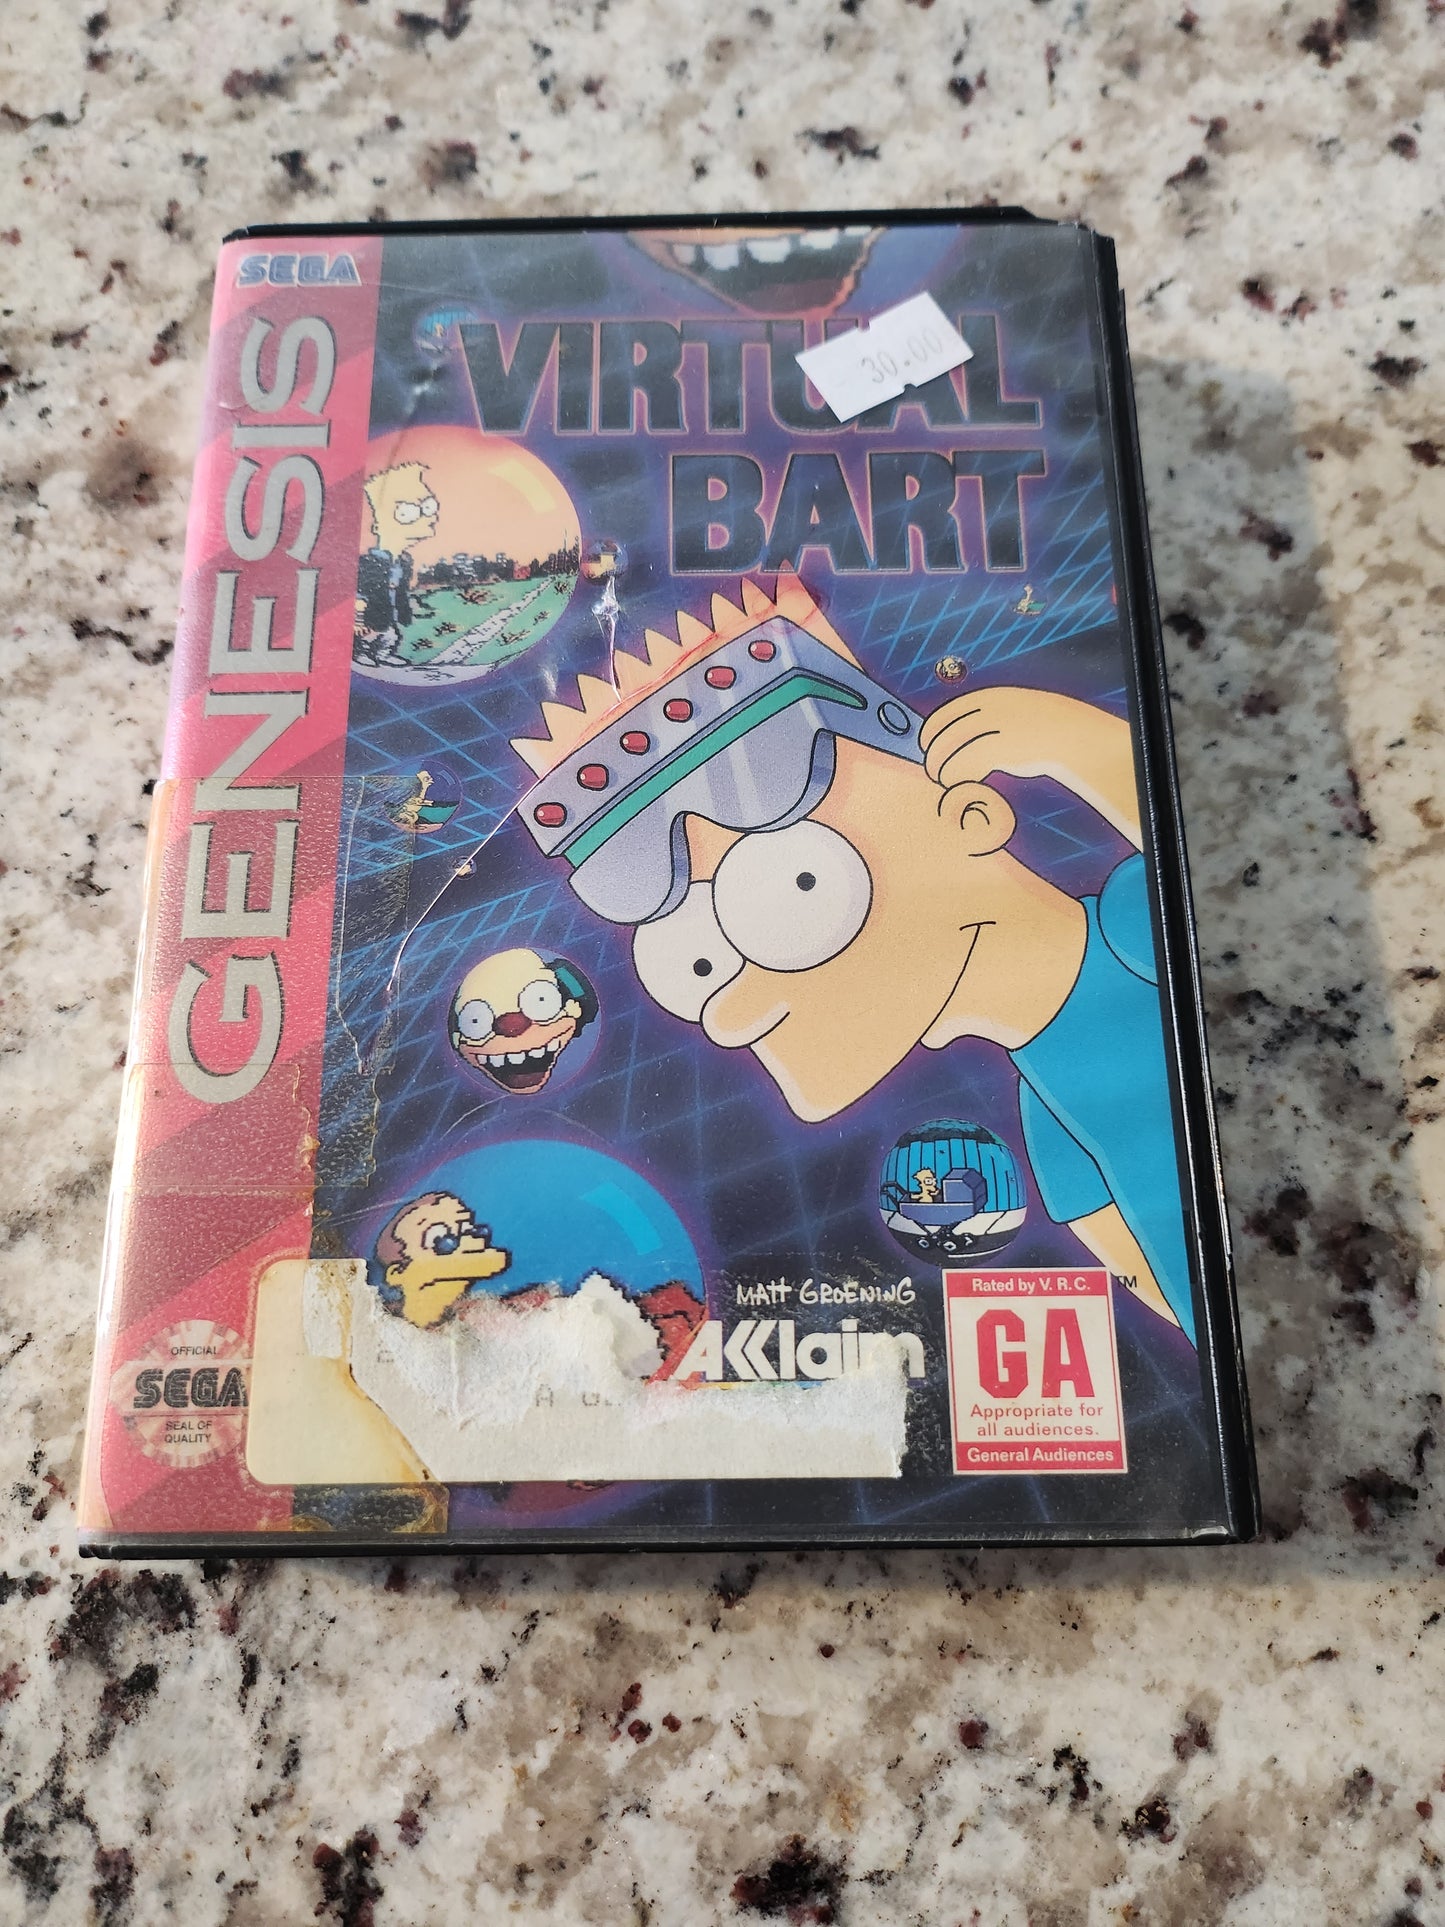 SEGA
GENESIS
VIRTUAL
30.00
BART
MATT GROENING
AKKlaim
Rated by V. R. C.
GA
Appropriate for
all audiences.
General Audiences
TM
OFFICIAL
SEGA
SEAL OF
QUALITY